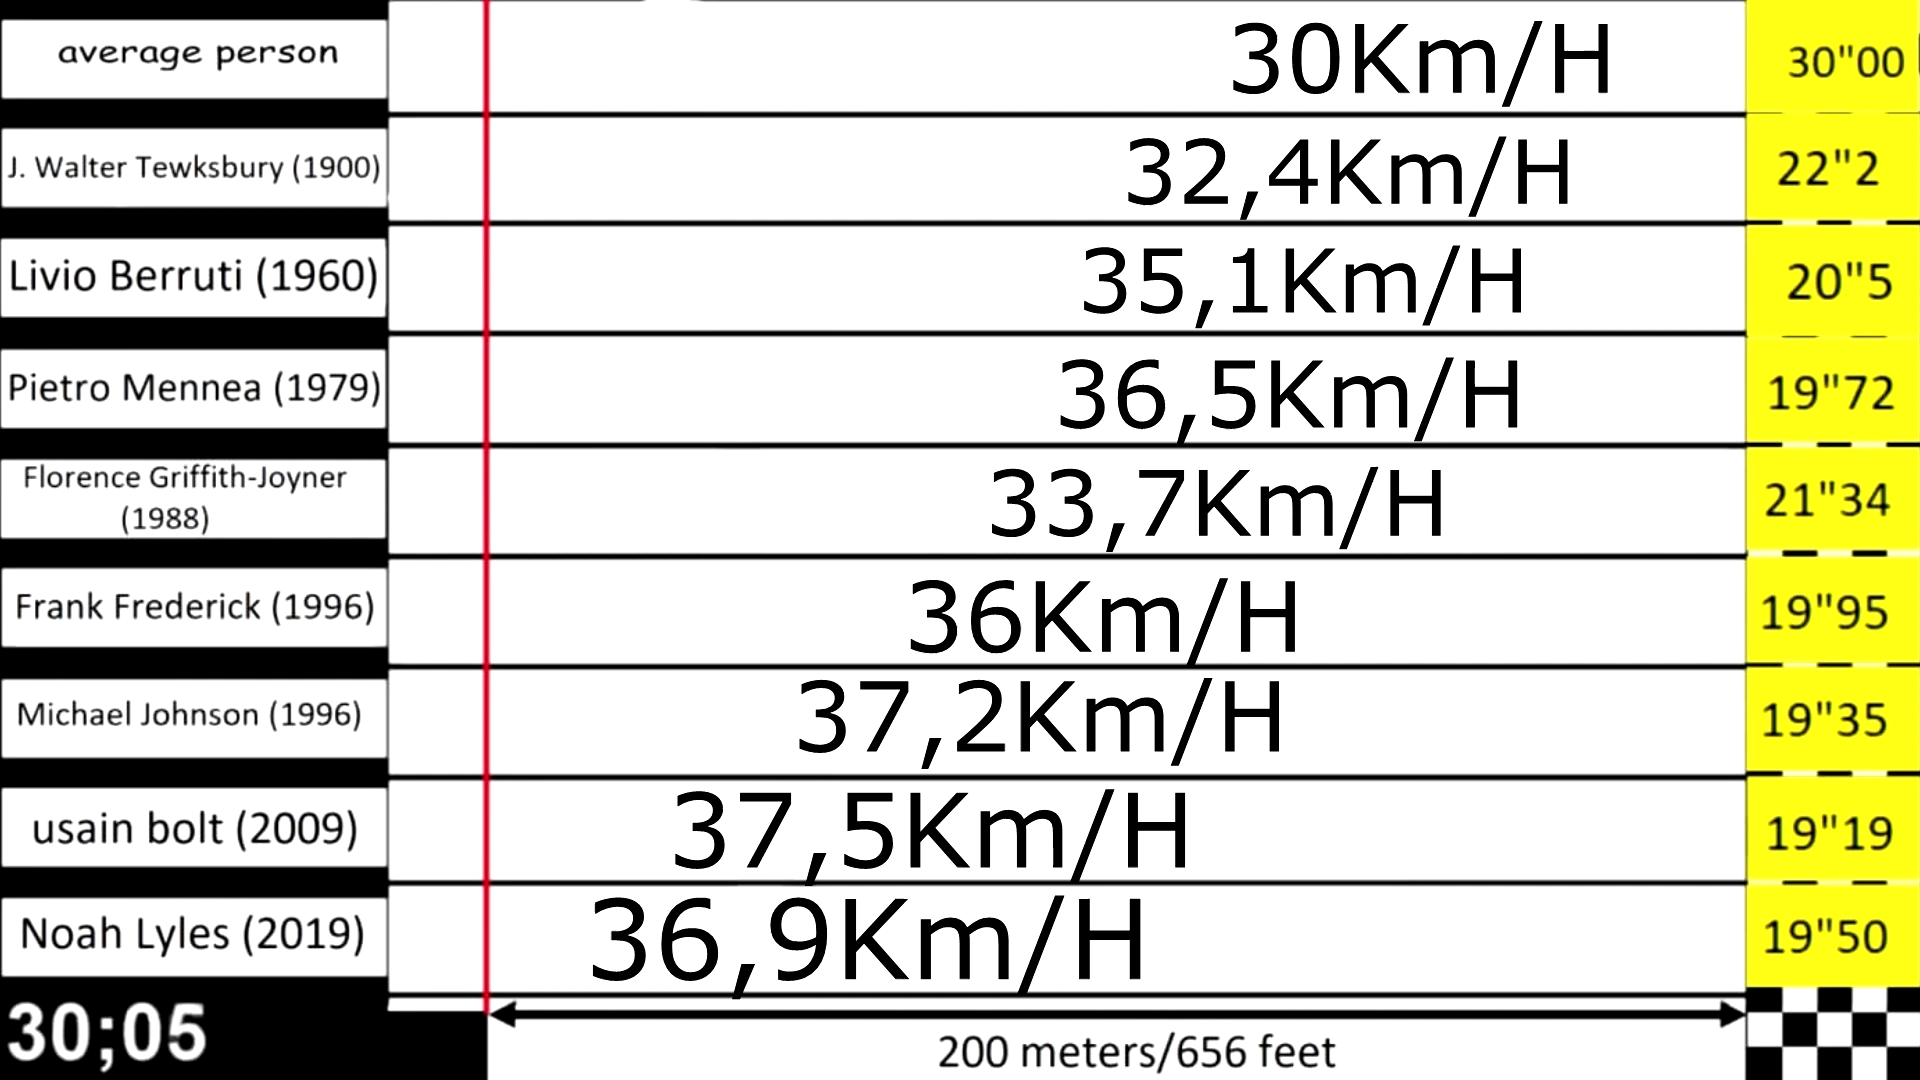 average person 30Km/H 30"00
J. Walter Tewksbury (1900) 32,4Km/H 22"2
Livio Berruti (1960) 35,1Km/H 20"5
Pietro Mennea (1979) 36,5Km/H 19"72
Florence Griffith-Joyner
(1988) 33,7Km/H 21"34
Frank Frederick (1996) 36Km/H 19"95
Michael Johnson (1996) 37,2Km/H 19"35
usain bolt (2009) 37,5Km/H 19"19
Noah Lyles (2019) 36,9Km/H 19"50
30;05
200 meters/656 feet